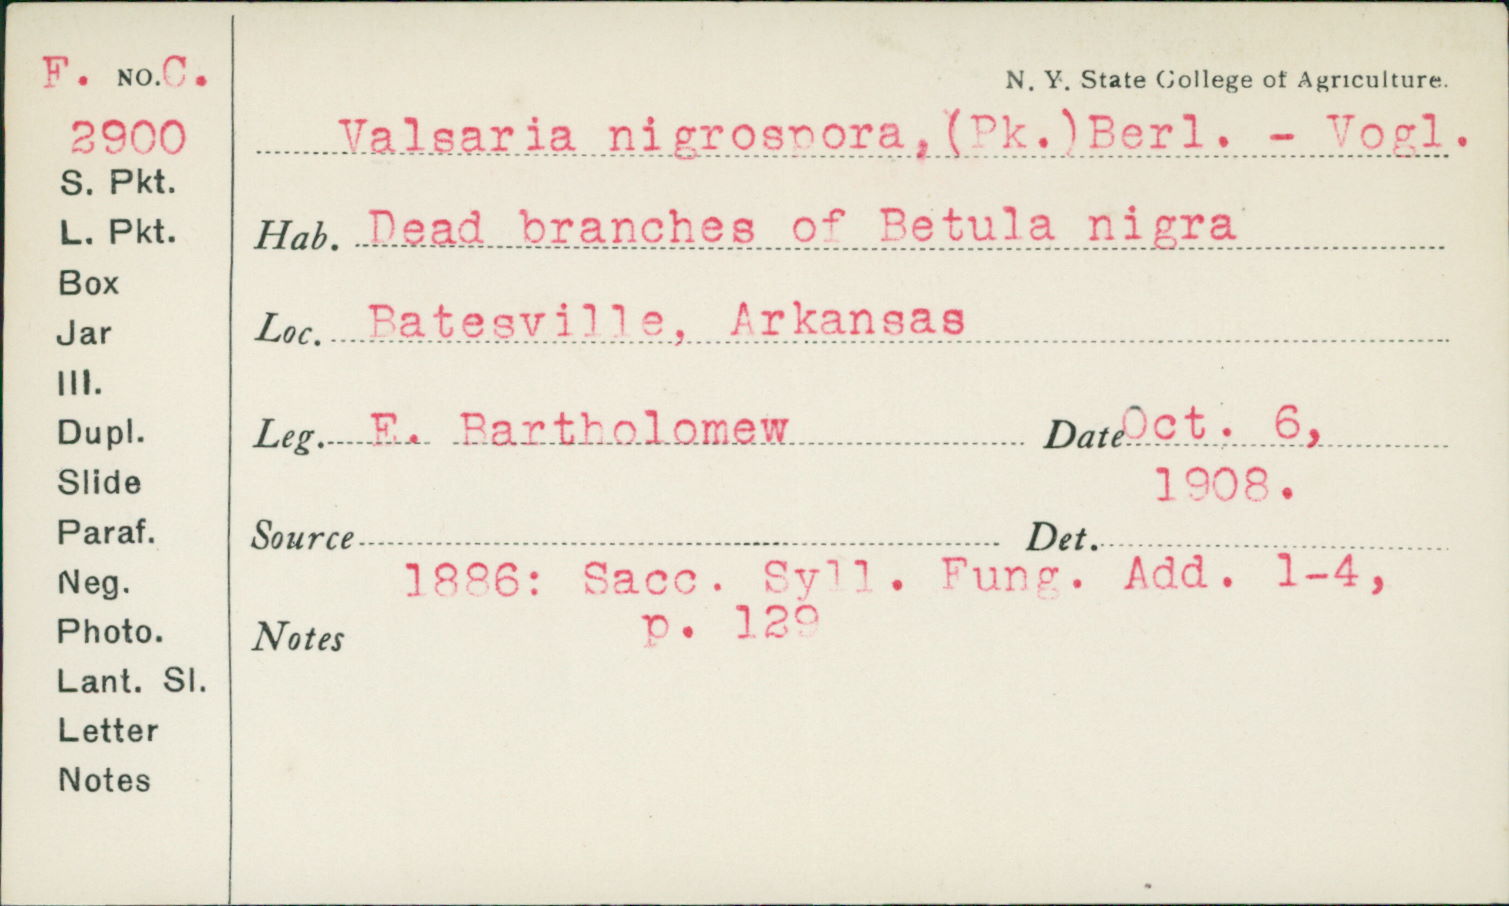 F. NO. C.
2900
S. Pkt.
L. Pkt.
Box
Jar
Ill.
Dupl.
Slide
Paraf.
Neg.
Photo.
Lant. Sl.
Letter
Notes
N. Y. State College of Agriculture.
Valsaria nigrospora, (Pk.) Berl. - Vogl.
Hab. Dead branches of Betula nigra
Loc. Batesville, Arkansas
Leg. E. Bartholomew Date Oct. 6,
1908.
Source Det.
1886: Sacc. Syll. Fung. Add. 1-4,
Notes p. 129